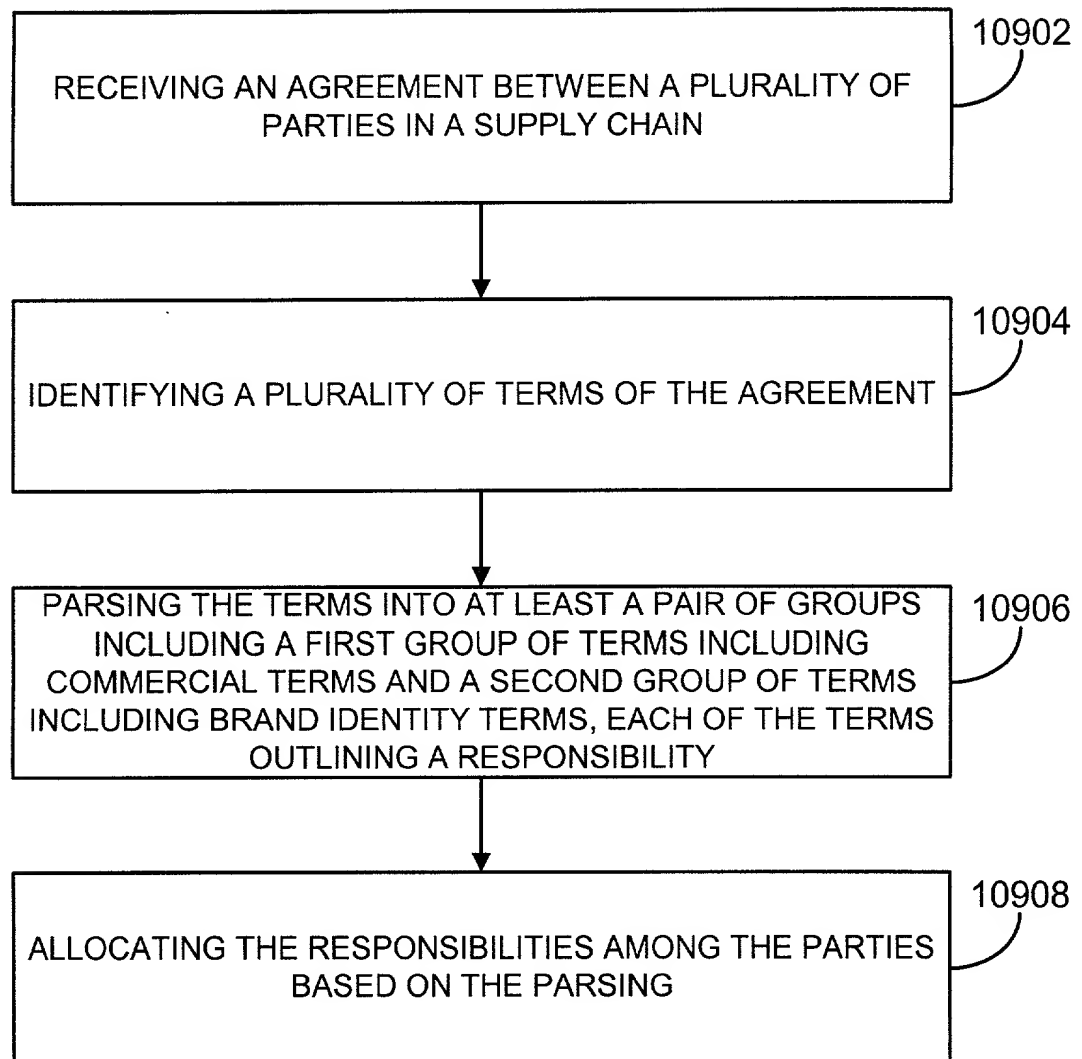 10902
RECEIVING AN AGREEMENT BETWEEN A PLURALITY OF
PARTIES IN A SUPPLY CHAIN
10904
IDENTIFYING A PLURALITY OF TERMS OF THE AGREEMENT
10906
PARSING THE TERMS INTO AT LEAST A PAIR OF GROUPS
INCLUDING A FIRST GROUP OF TERMS INCLUDING
COMMERCIAL TERMS AND A SECOND GROUP OF TERMS
INCLUDING BRAND IDENTITY TERMS, EACH OF THE TERMS
OUTLINING A RESPONSIBILITY
10908
ALLOCATING THE RESPONSIBILITIES AMONG THE PARTIES
BASED ON THE PARSING